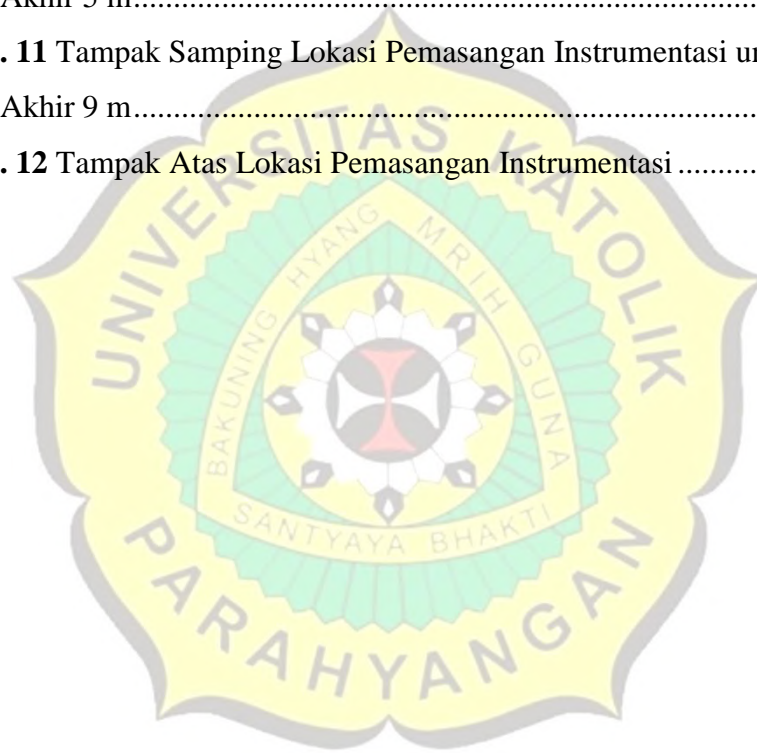 Akhir 5 m..........................................................................................
. 11 Tampak Samping Lokasi Pemasangan Instrumentasi
Akhir 9 m..........................................................................................
. 12 Tampak Atas Lokasi Pemasangan Instrumentasi ..........
UNIVERSITAS KATOLIK
BAKUNING HYANG MRIH GUNA
SANTYAYA BHAKTI
PARAHYANGAN